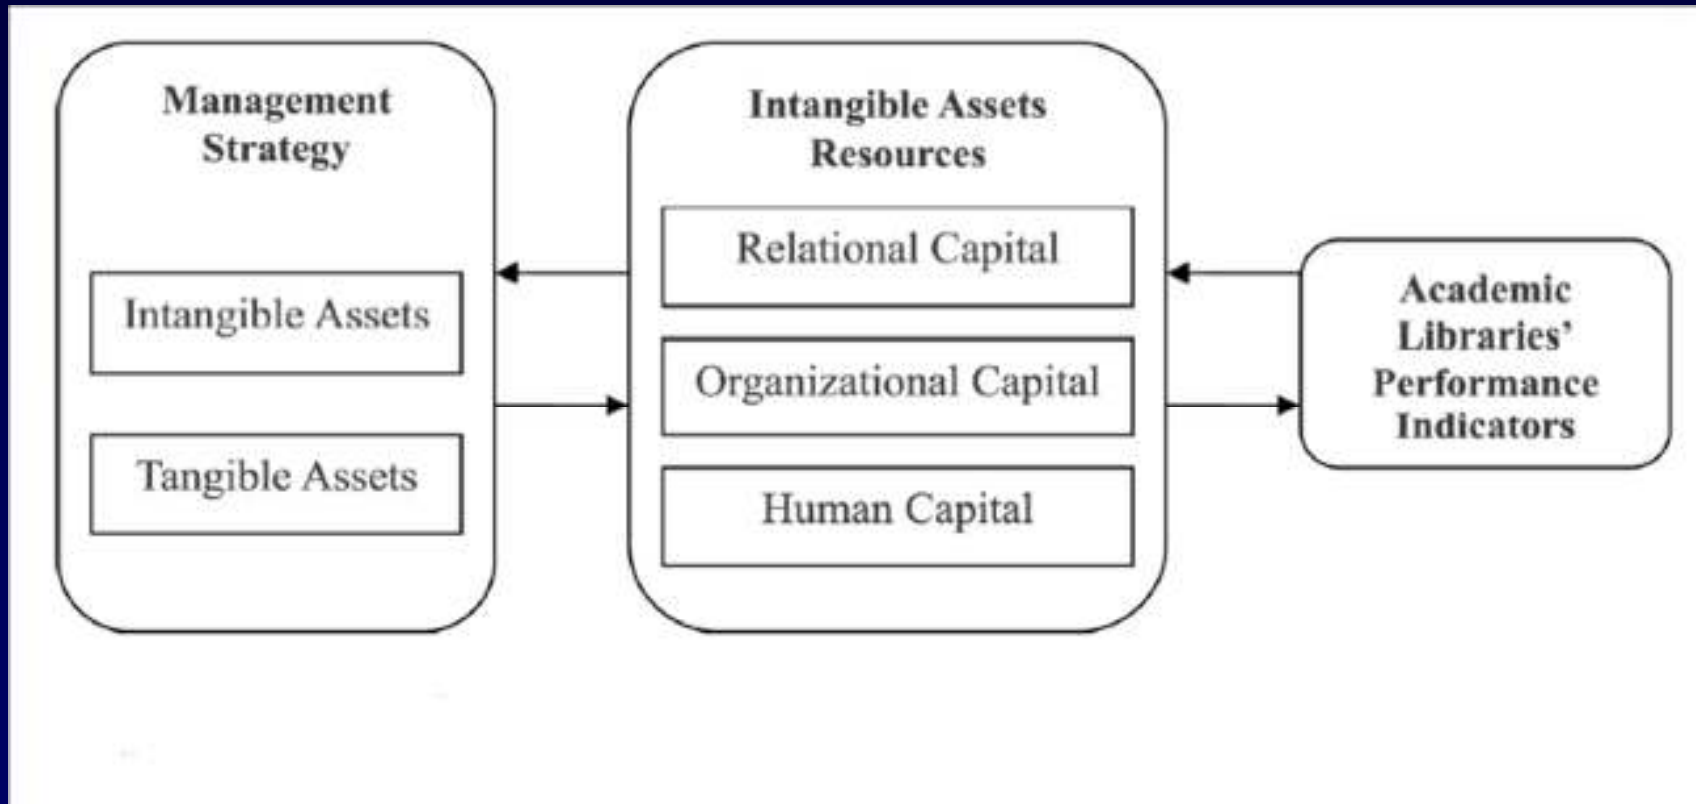 Management
Strategy
Intangible Assets
Tangible Assets
Intangible Assets
Resources
Relational Capital
Organizational Capital
Human Capital
Academic
Libraries’
Performance
Indicators